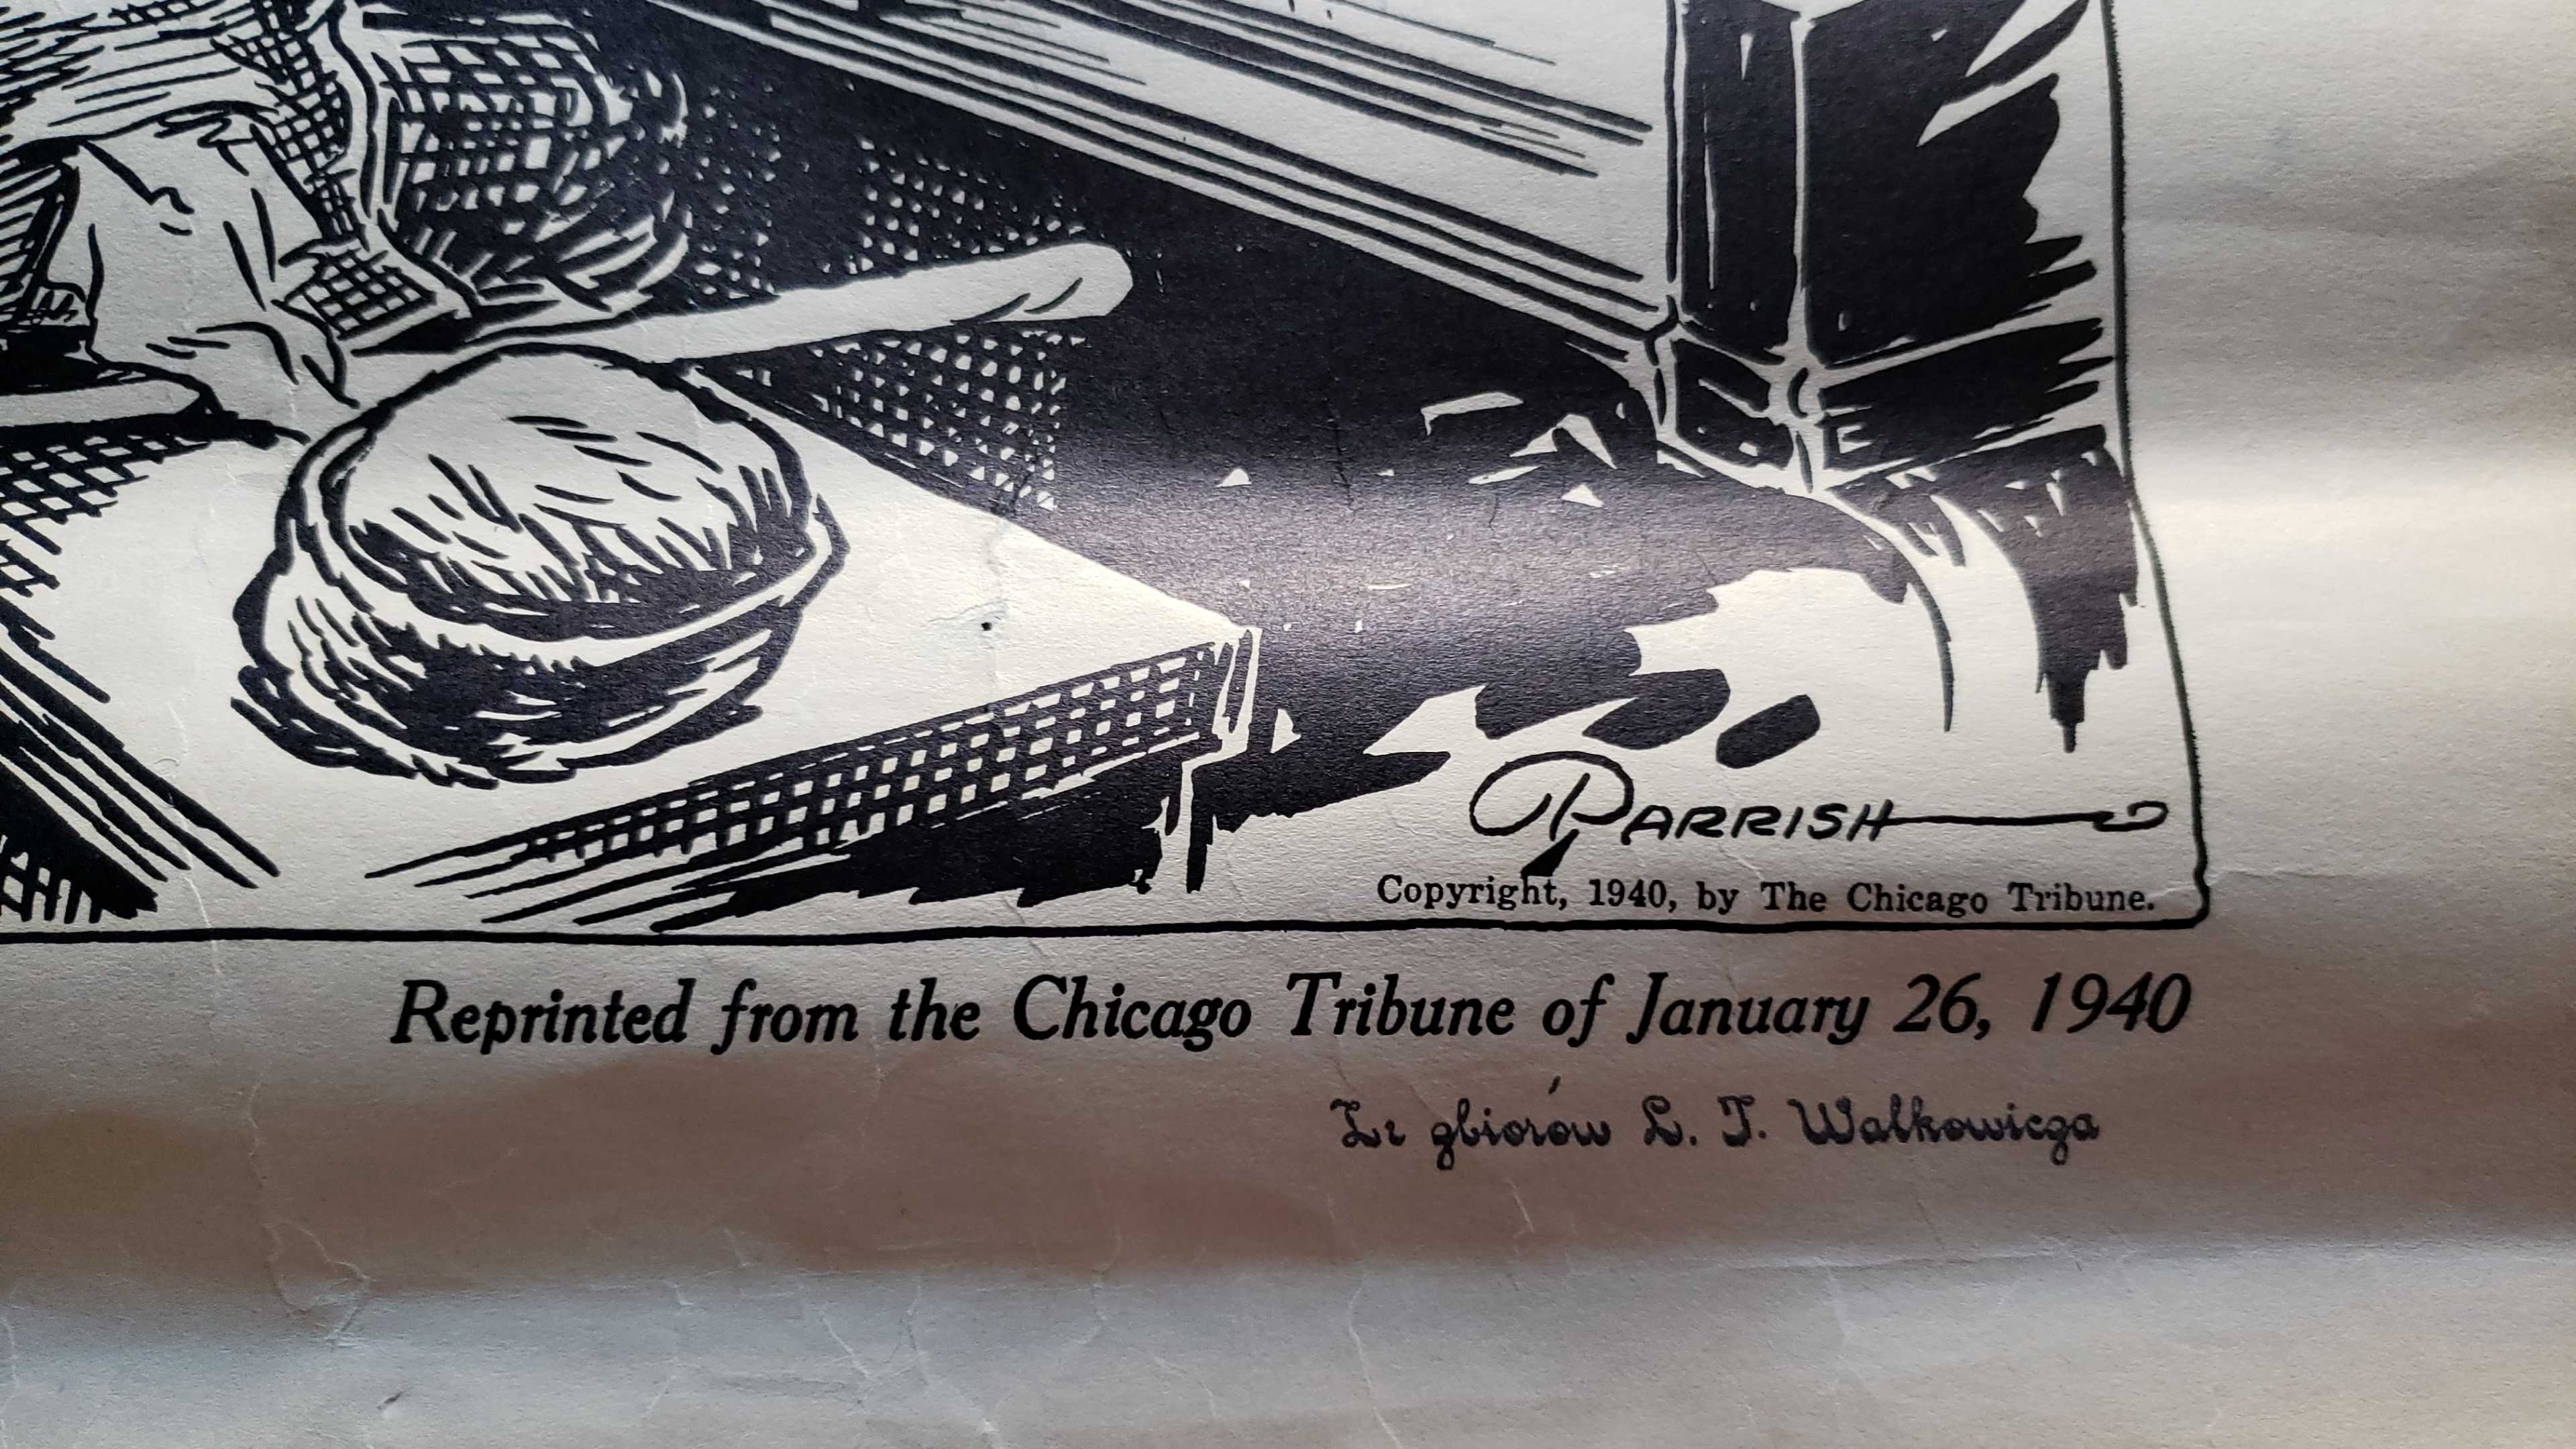 PARRISH
Copyright, 1940, by The Chicago Tribune.
Reprinted from the Chicago Tribune of January 26, 1940
Ze zbiorów L. T. Walkowicza